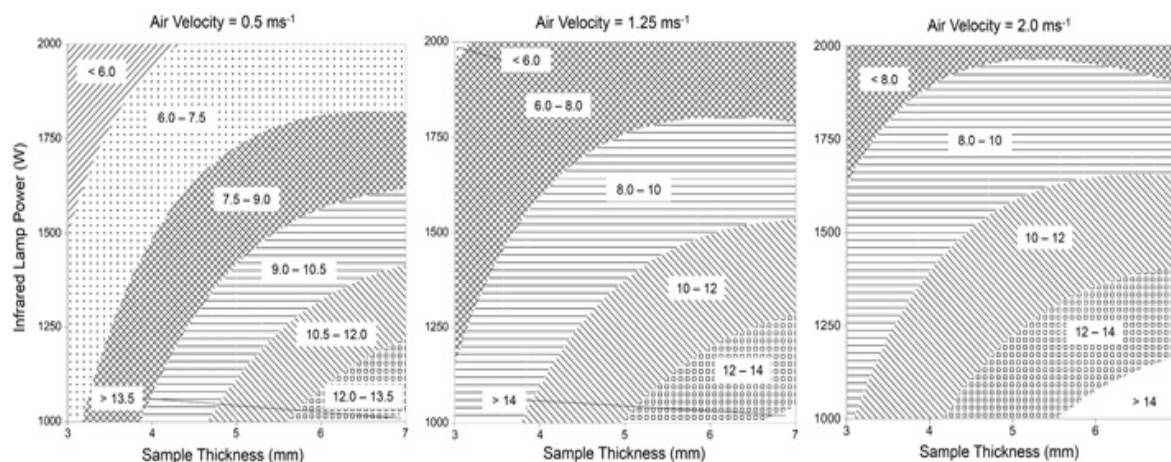 Air Velocity = 0.5 ms⁻¹
Infrared Lamp Power (W)
2000
1750
1500
1250
1000
< 6.0
6.0 – 7.5
7.5 – 9.0
9.0 – 10.5
10.5 – 12.0
> 13.5
12.0 – 13.5
3 4 5 6 7
Sample Thickness (mm)
Air Velocity = 1.25 ms⁻¹
2000
1750
1500
1250
1000
< 6.0
6.0 – 8.0
8.0 – 10
10 – 12
12 – 14
> 14
3 4 5 6 7
Sample Thickness (mm)
Air Velocity = 2.0 ms⁻¹
2000
1750
1500
1250
1000
< 8.0
8.0 – 10
10 – 12
12 – 14
> 14
3 4 5 6
Sample Thickness (mm)